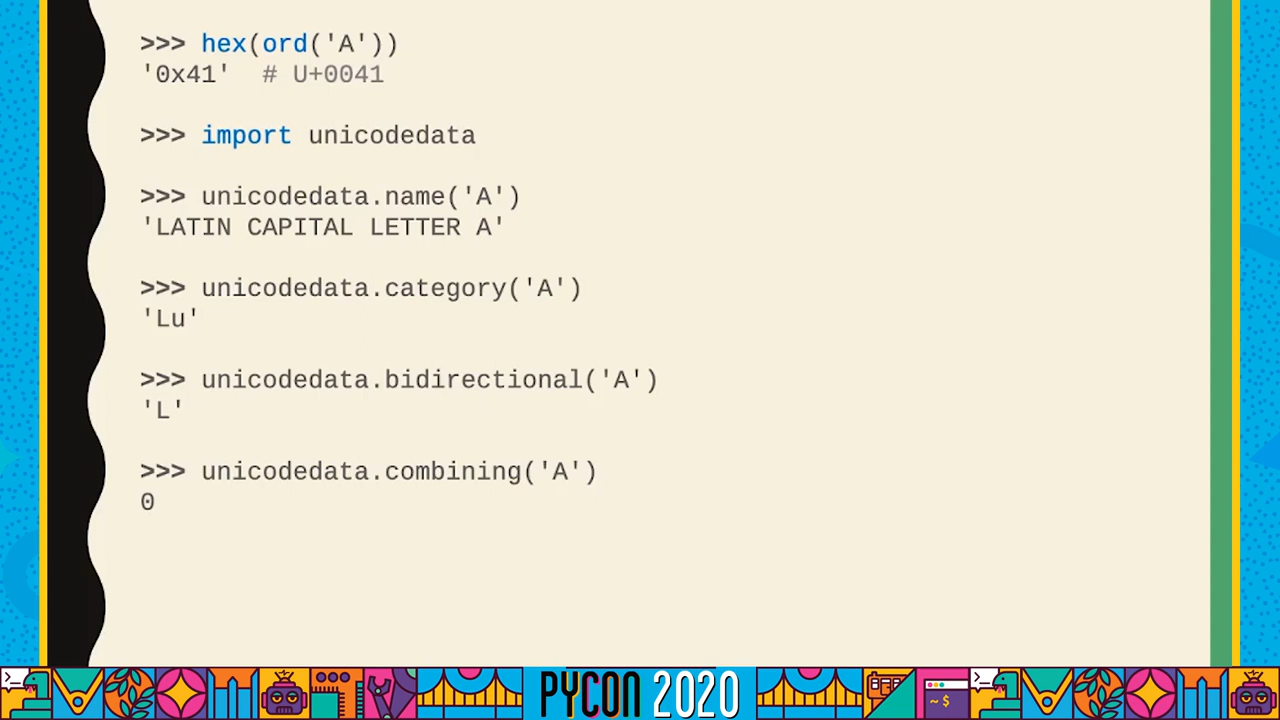 >>> hex(ord('A'))
'0x41'  # U+0041
>>> import unicodedata
>>> unicodedata.name('A')
'LATIN CAPITAL LETTER A'
>>> unicodedata.category('A')
'Lu'
>>> unicodedata.bidirectional('A')
'L'
>>> unicodedata.combining('A')
0
PYCON 2020
~$